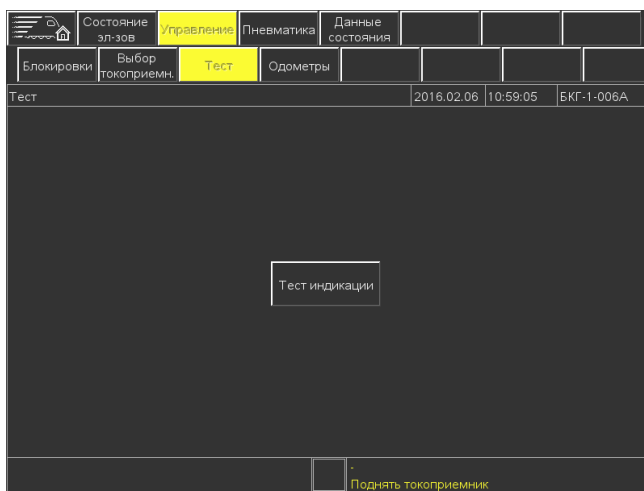 Состояние
эл-зов
Управление
Пневматика
Данные
состояния
Блокировки
Выбор
токоприемн.
Тест
Одометры
Тест
2016.02.06
10:59:05
БКГ-1-006А
Тест индикации
-
Поднять токоприемник